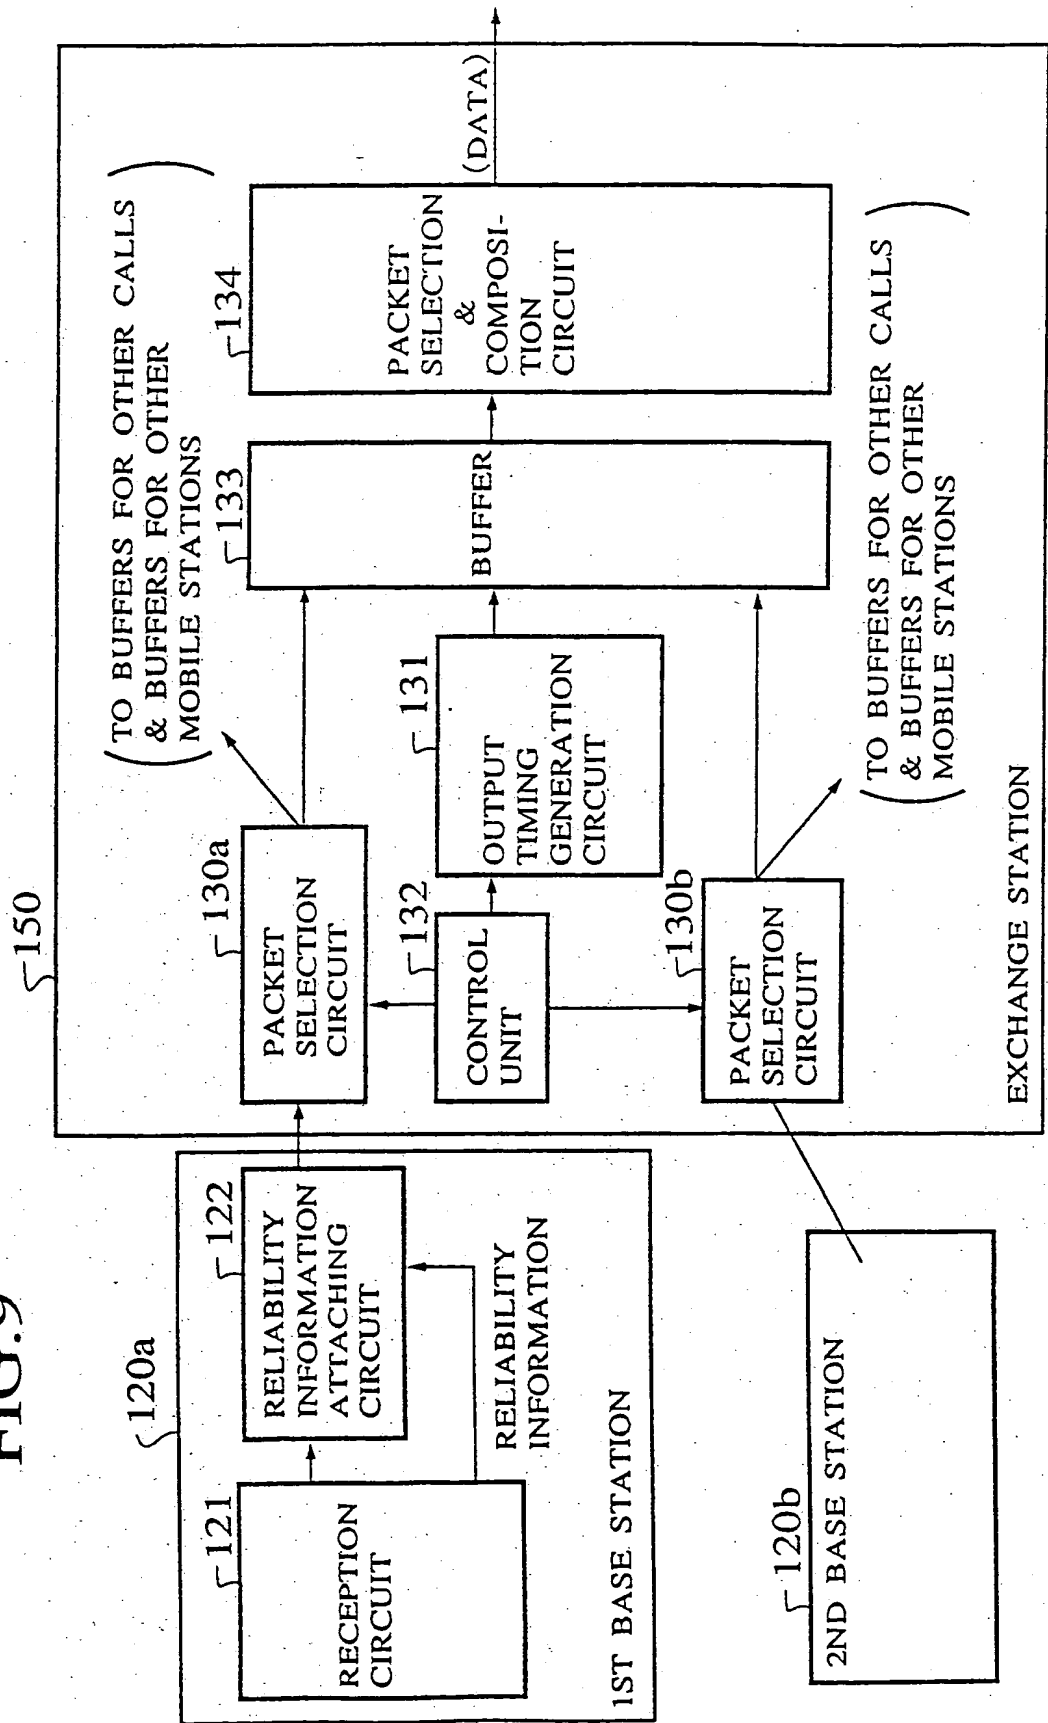 FIG.9
120a
121
RECEPTION
CIRCUIT
122
RELIABILITY
INFORMATION
ATTACHING
CIRCUIT
RELIABILITY
INFORMATION
1ST BASE STATION
120b
2ND BASE STATION
150
130a
PACKET
SELECTION
CIRCUIT
132
CONTROL
UNIT
130b
PACKET
SELECTION
CIRCUIT
131
OUTPUT
TIMING
GENERATION
CIRCUIT
(TO BUFFERS FOR OTHER CALLS
& BUFFERS FOR OTHER
MOBILE STATIONS)
133
BUFFER
134
PACKET
SELECTION
&
COMPOSI-
TION
CIRCUIT
(DATA)
(TO BUFFERS FOR OTHER CALLS
& BUFFERS FOR OTHER
MOBILE STATIONS)
EXCHANGE STATION